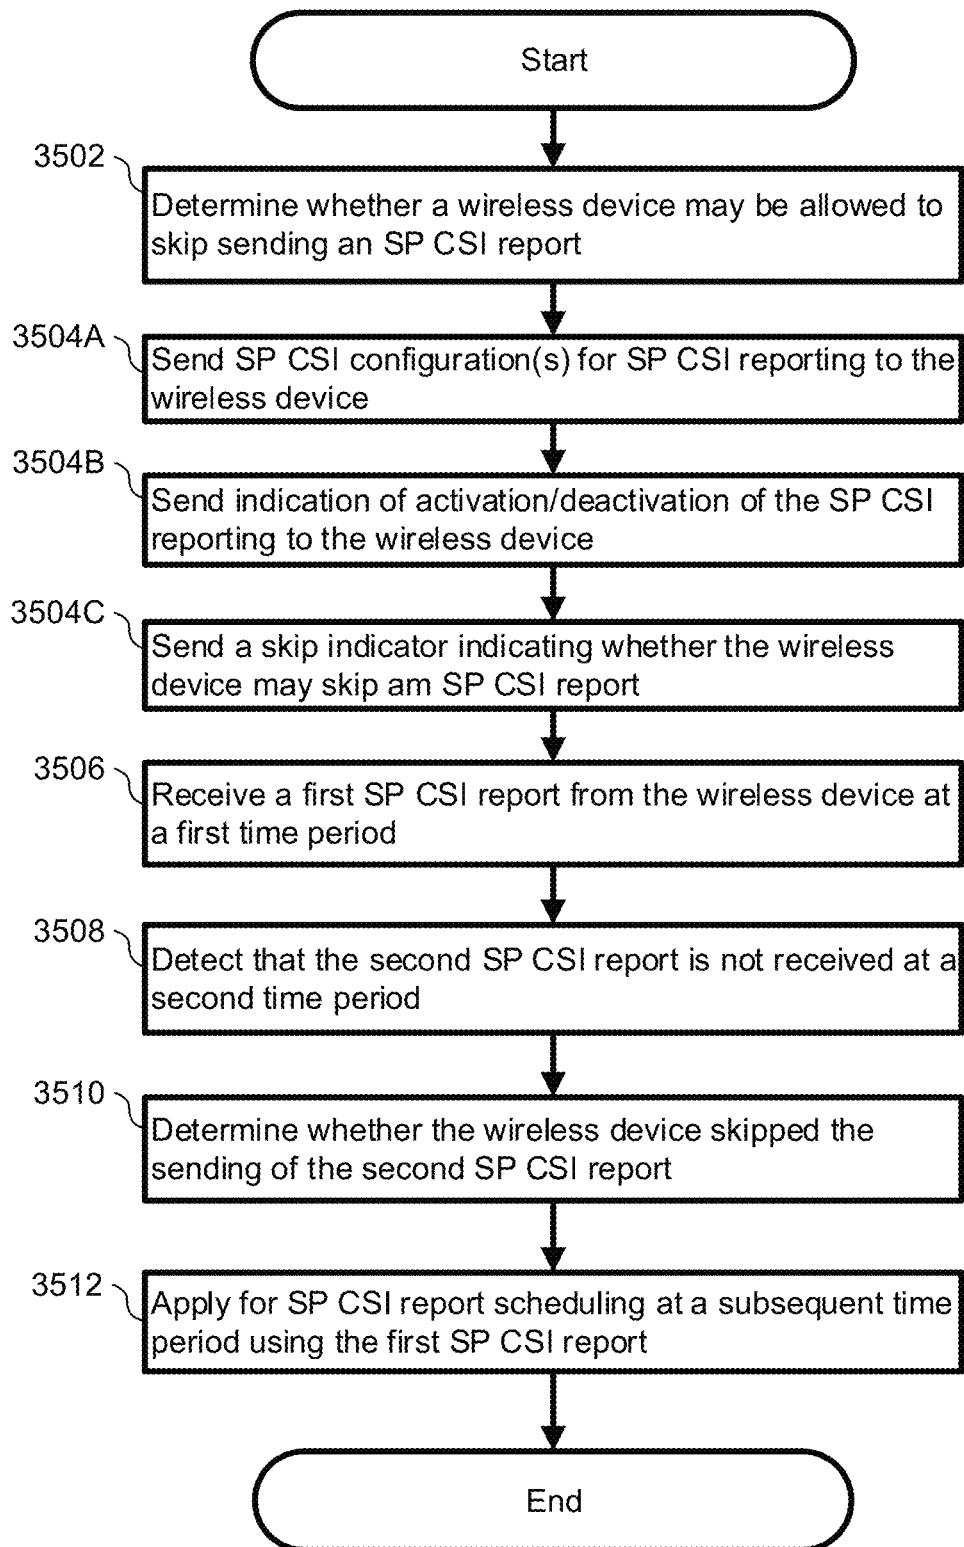 Start
3502
Determine whether a wireless device may be allowed to
skip sending an SP CSI report
3504A
Send SP CSI configuration(s) for SP CSI reporting to the
wireless device
3504B
Send indication of activation/deactivation of the SP CSI
reporting to the wireless device
3504C
Send a skip indicator indicating whether the wireless
device may skip am SP CSI report
3506
Receive a first SP CSI report from the wireless device at
a first time period
3508
Detect that the second SP CSI report is not received at a
second time period
3510
Determine whether the wireless device skipped the
sending of the second SP CSI report
3512
Apply for SP CSI report scheduling at a subsequent time
period using the first SP CSI report
End